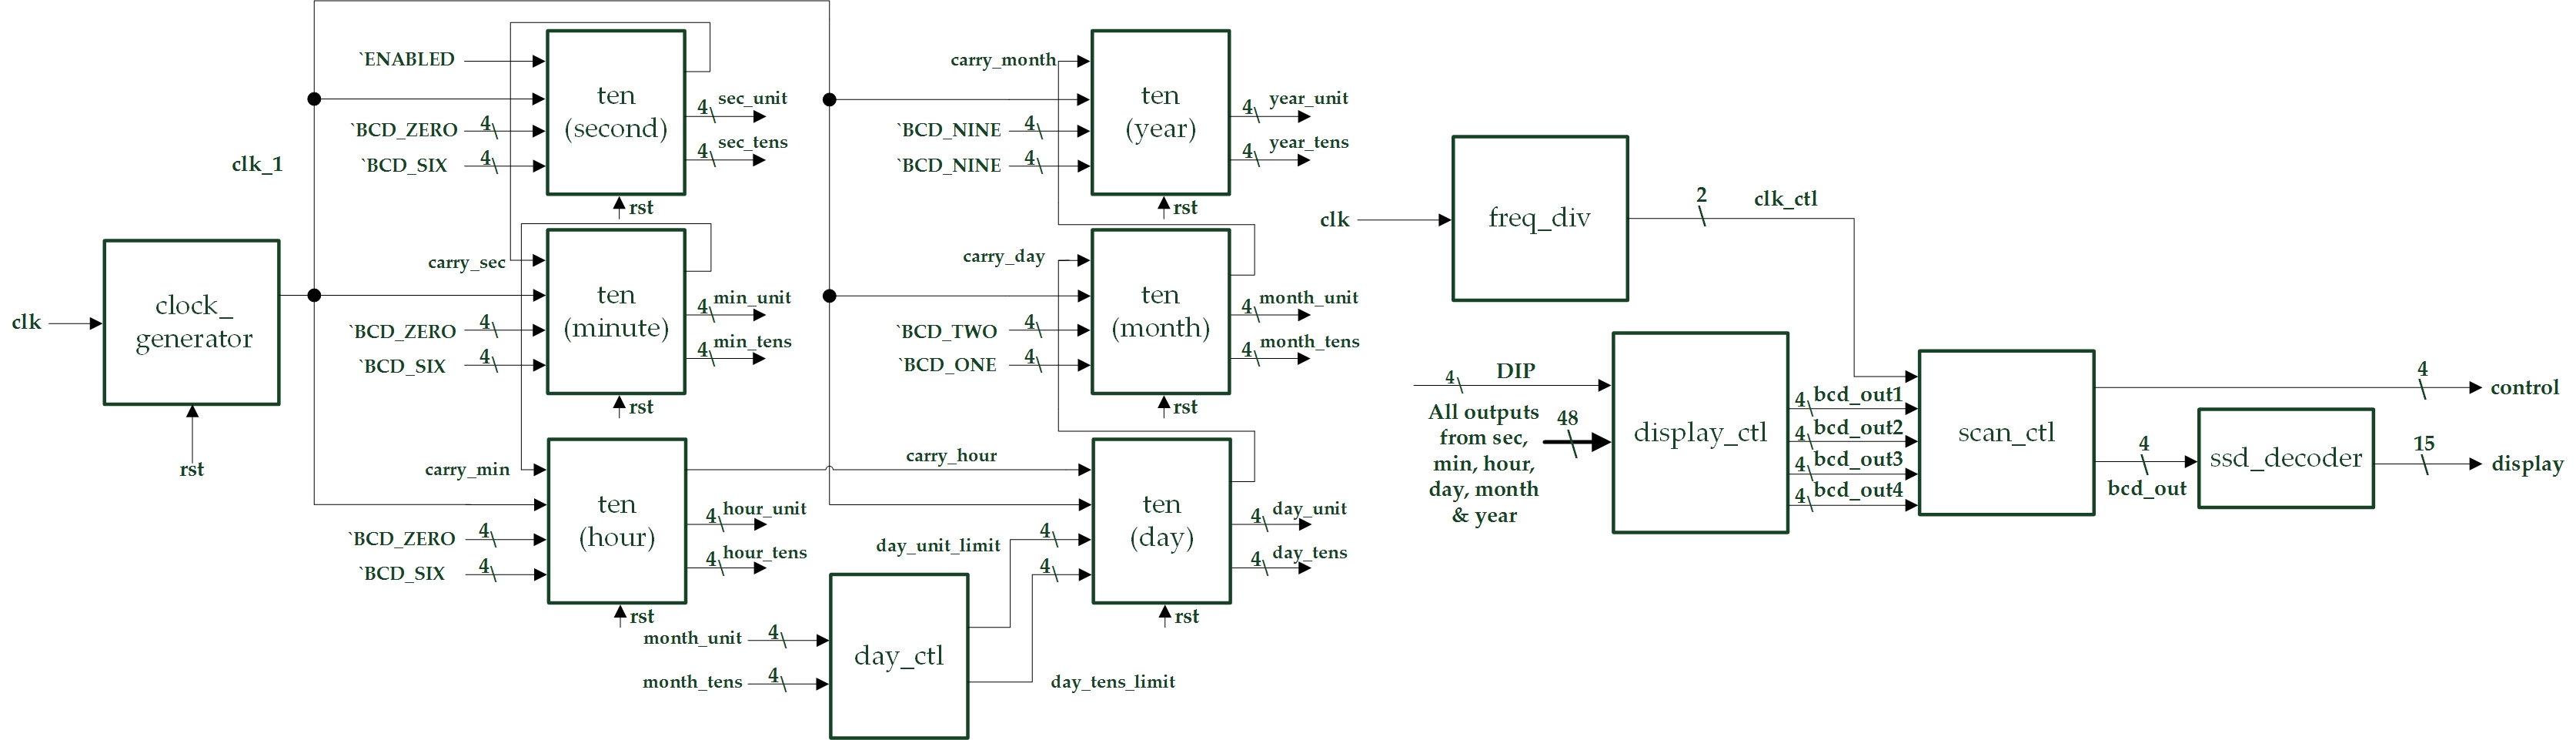 clk
clock_
generator
rst
clk_1
`ENABLED
`BCD_ZERO
4
`BCD_SIX
4
ten
(second)
4
sec_unit
4
sec_tens
rst
carry_sec
`BCD_ZERO
4
`BCD_SIX
4
ten
(minute)
4
min_unit
4
min_tens
rst
carry_min
`BCD_ZERO
4
`BCD_SIX
4
ten
(hour)
4
hour_unit
4
hour_tens
rst
carry_month
`BCD_NINE
4
`BCD_NINE
4
ten
(year)
4
year_unit
4
year_tens
rst
carry_day
`BCD_TWO
4
`BCD_ONE
4
ten
(month)
4
month_unit
4
month_tens
rst
carry_hour
day_unit_limit
4
4
ten
(day)
4
day_unit
4
day_tens
rst
month_unit
4
month_tens
4
day_ctl
day_tens_limit
clk
freq_div
2
clk_ctl
4
DIP
All outputs
from sec,
min, hour,
day, month
& year
48
display_ctl
4
bcd_out1
4
bcd_out2
4
bcd_out3
4
bcd_out4
scan_ctl
4
control
4
bcd_out
ssd_decoder
15
display